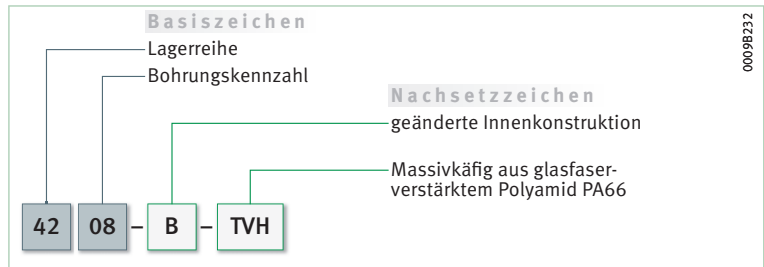 Basiszeichen
Lagerreihe
Bohrungskennzahl
Nachsetzzeichen
geänderte Innenkonstruktion
Massivkäfig aus glasfaser-
verstärktem Polyamid PA66
42 08 – B – TVH
0009B232